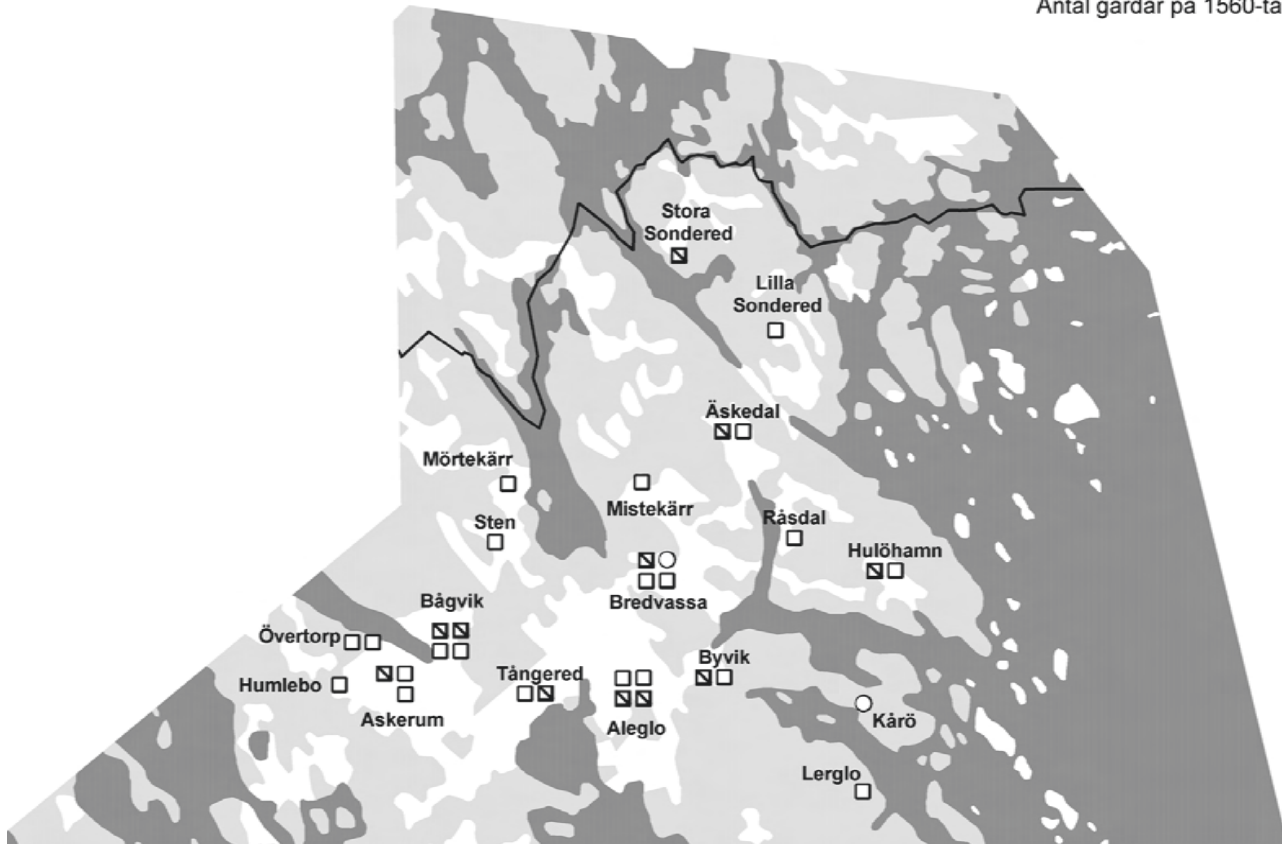 Antal gårdar på 1560-ta
Stora
Sondered
Lilla
Sondered
Äskedal
Mörtekärr
Mistekärr
Sten
Råsdal
Hulöhamn
Bredvassa
Bågvik
Övertorp
Byvik
Tångered
Humlebo
Askerum
Aleglo
Kårö
Lerglo